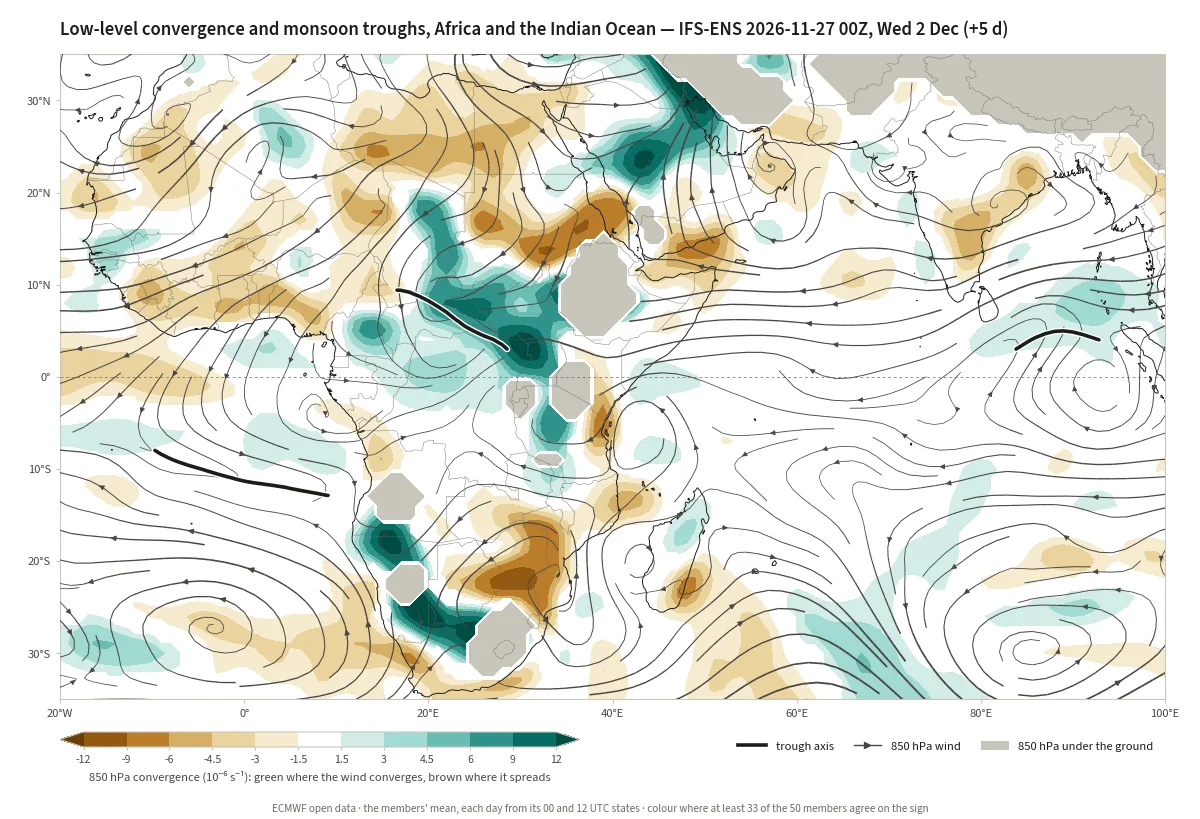 Low-level convergence and monsoon troughs, Africa and the Indian Ocean — IFS-ENS 2026-11-27 00Z, Wed 2 Dec (+5 d)
30°N
20°N
10°N
0°
10°S
20°S
30°S
20°W 0° 20°E 40°E 60°E 80°E 100°E
-12 -9 -6 -4.5 -3 -1.5 1.5 3 4.5 6 9 12
850 hPa convergence (10⁻⁶ s⁻¹): green where the wind converges, brown where it spreads
trough axis 850 hPa wind 850 hPa under the ground
ECMWF open data · the members' mean, each day from its 00 and 12 UTC states · colour where at least 33 of the 50 members agree on the sign